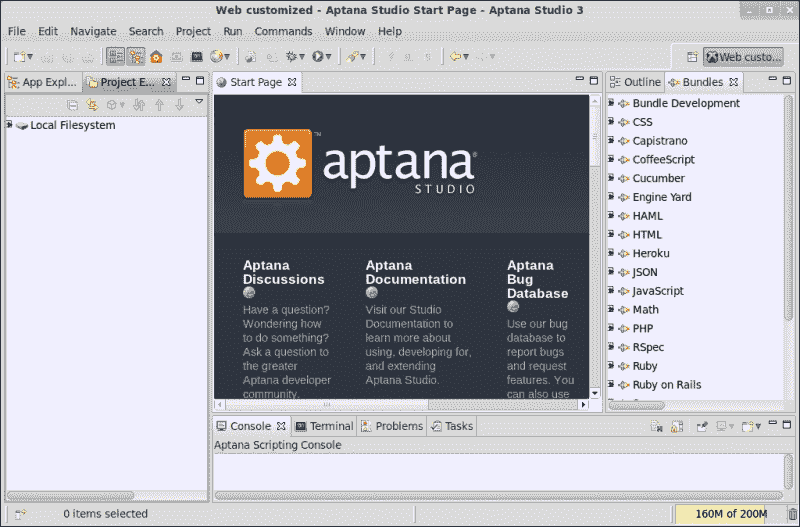 Web customized - Aptana Studio Start Page - Aptana Studio 3
File Edit Navigate Search Project Run Commands Window Help
Web custo...
App Expl... Project E...
Local Filesystem
Start Page
aptana
STUDIO
™
®
Aptana
Discussions
Have a question?
Wondering how
to do something?
Ask a question to
the greater
Aptana developer
community.
Aptana
Documentation
Visit our Studio
Documentation to
learn more about
using, developing for,
and extending
Aptana Studio.
Aptana
Bug
Database
Use our bug
database to
report bugs
and request
features. You
can also use
Outline Bundles
Bundle Development
CSS
Capistrano
CoffeeScript
Cucumber
Engine Yard
HAML
HTML
Heroku
JSON
JavaScript
Math
PHP
RSpec
Ruby
Ruby on Rails
Console Terminal Problems Tasks
Aptana Scripting Console
0 items selected
160M of 200M